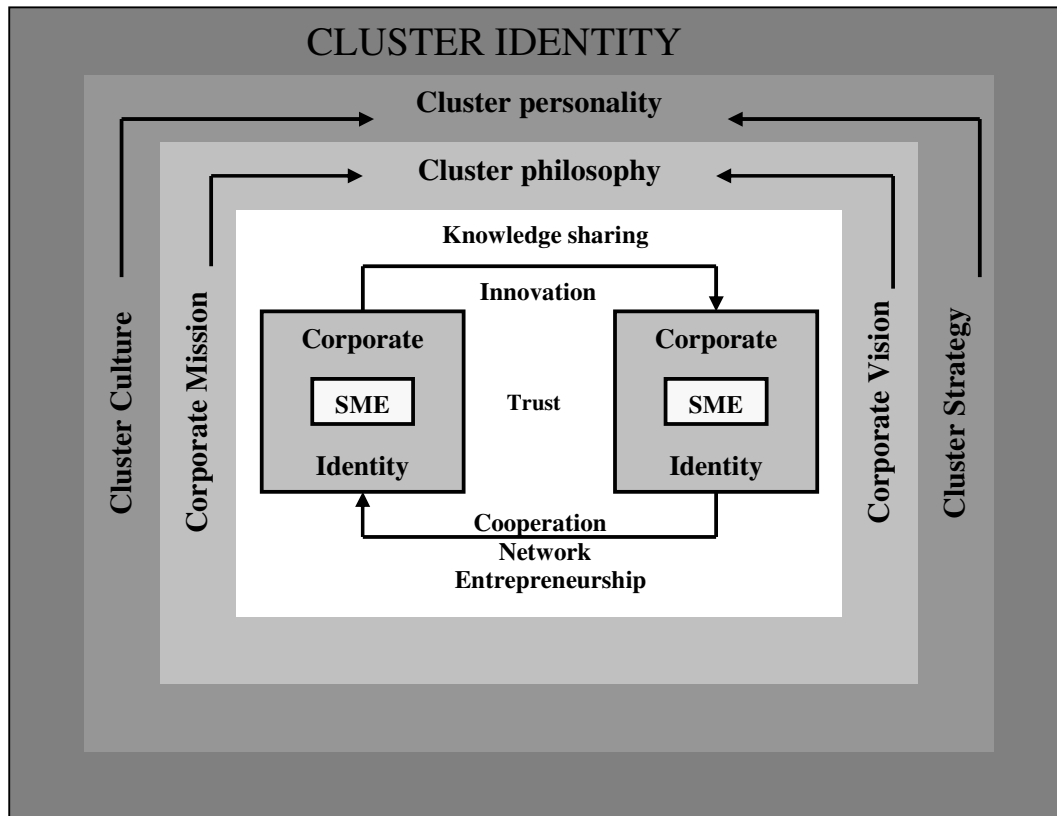 CLUSTER IDENTITY
Cluster personality
Cluster philosophy
Cluster Culture
Corporate Mission
Knowledge sharing
Innovation
Corporate
SME
Identity
Trust
Corporate
SME
Identity
Cooperation
Network
Entrepreneurship
Corporate Vision
Cluster Strategy